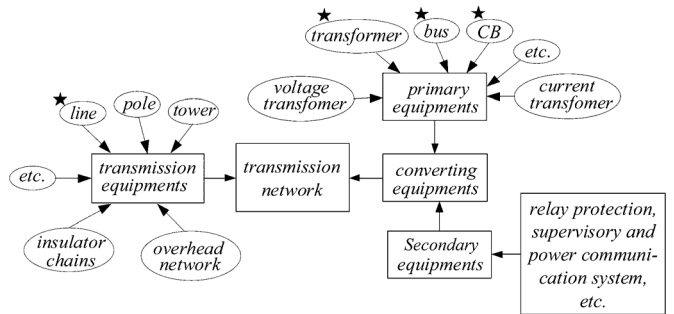 transformer
bus
CB
etc.
voltage
transfomer
primary
equipments
current
transfomer
line
pole
tower
etc.
transmission
equipments
transmission
network
converting
equipments
insulator
chains
overhead
network
Secondary
equipments
relay protection,
supervisory and
power communi-
cation system,
etc.